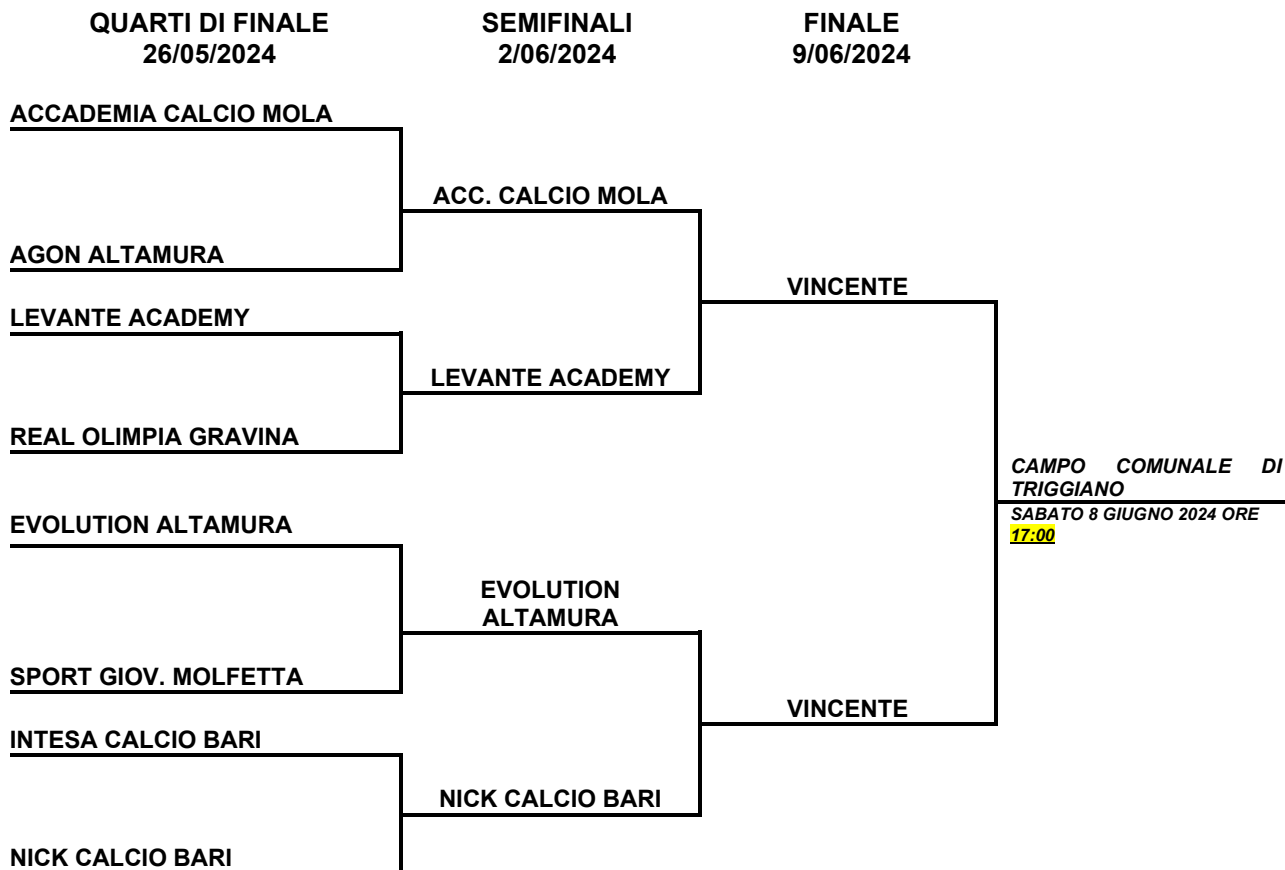 QUARTI DI FINALE
26/05/2024
SEMIFINALI
2/06/2024
FINALE
9/06/2024
ACCADEMIA CALCIO MOLA
ACC. CALCIO MOLA
AGON ALTAMURA
VINCENTE
LEVANTE ACADEMY
LEVANTE ACADEMY
REAL OLIMPIA GRAVINA
CAMPO COMUNALE DI
TRIGGIANO
SABATO 8 GIUGNO 2024 ORE
17:00
EVOLUTION ALTAMURA
EVOLUTION
ALTAMURA
SPORT GIOV. MOLFETTA
VINCENTE
INTESA CALCIO BARI
NICK CALCIO BARI
NICK CALCIO BARI